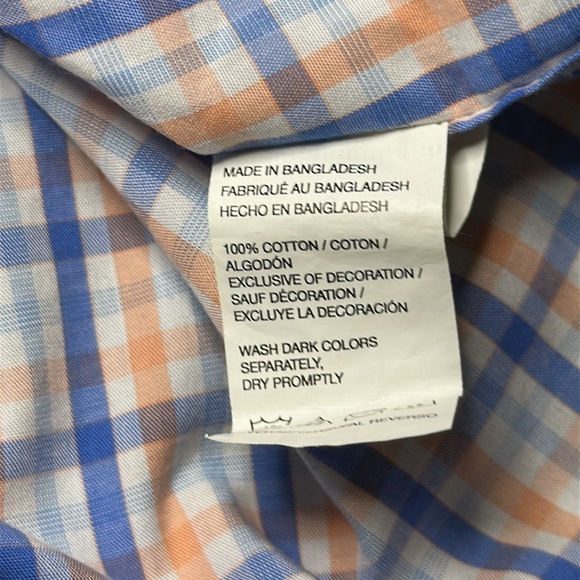 MADE IN BANGLADESH
FABRIQUÉ AU BANGLADESH
HECHO EN BANGLADESH
100% COTTON / COTON /
ALGODÓN
EXCLUSIVE OF DECORATION /
SAUF DÉCORATION /
EXCLUYE LA DECORACIÓN
WASH DARK COLORS
SEPARATELY,
DRY PROMPTLY
REVERSO